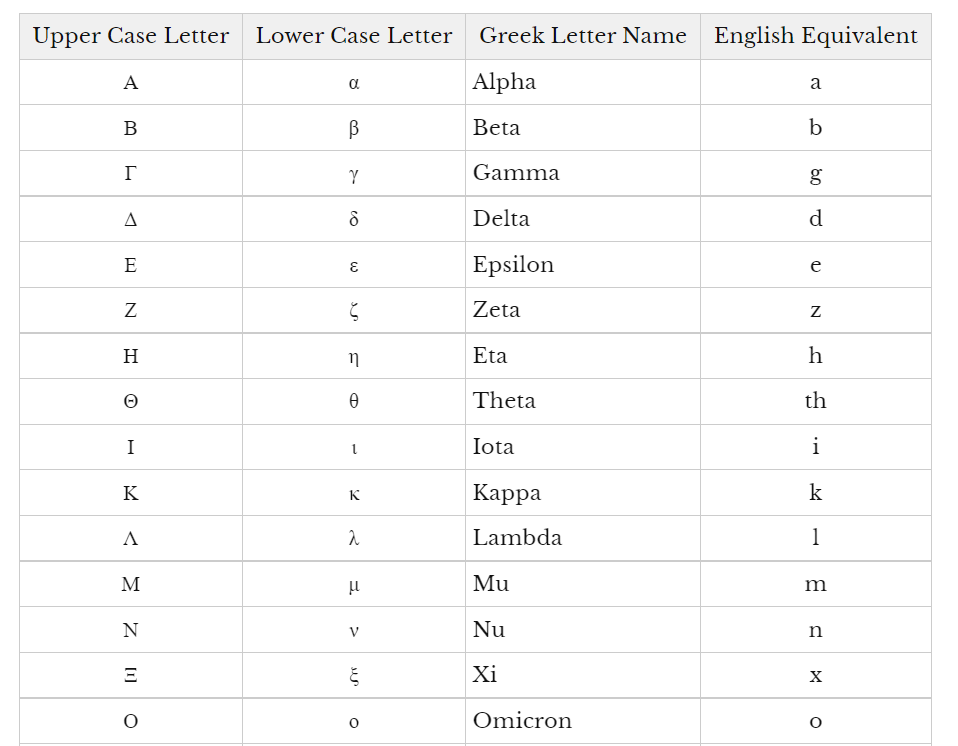 Upper Case Letter Lower Case Letter Greek Letter Name English Equivalent
Α α Alpha a
Β β Beta b
Γ γ Gamma g
Δ δ Delta d
Ε ε Epsilon e
Ζ ζ Zeta z
Η η Eta h
Θ θ Theta th
Ι ι Iota i
Κ κ Kappa k
Λ λ Lambda l
Μ μ Mu m
Ν ν Nu n
Ξ ξ Xi x
Ο ο Omicron o